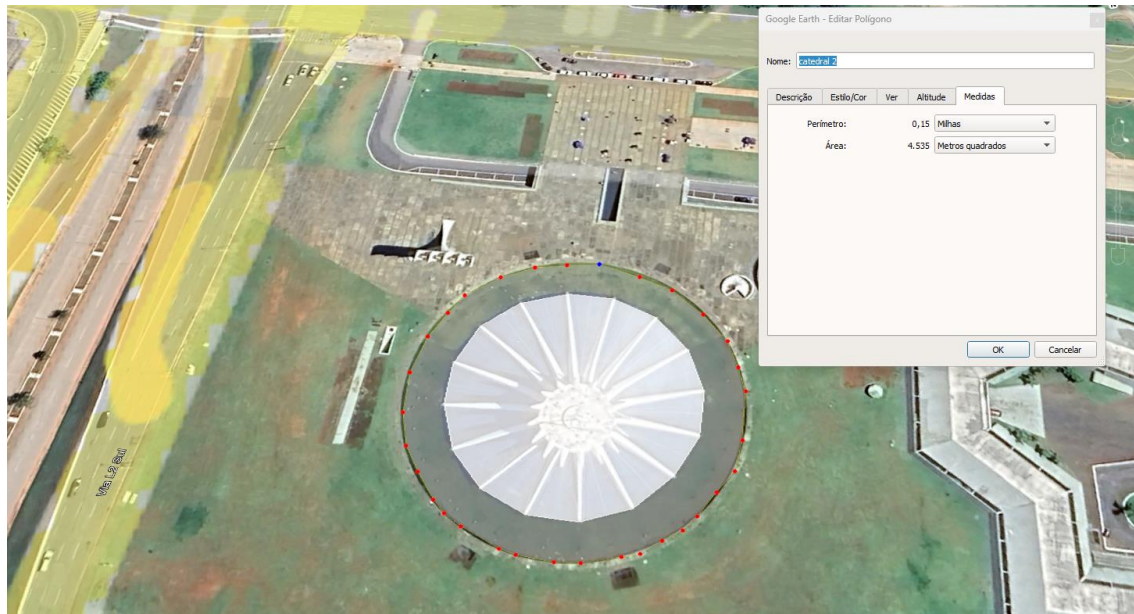 Google Earth - Editar Polígono
Nome: catedral 2
Descrição Estilo/Cor Ver Altitude Medidas
Perímetro: 0,15 Milhas
Área: 4.535 Metros quadrados
OK Cancelar
Via L2 Sul